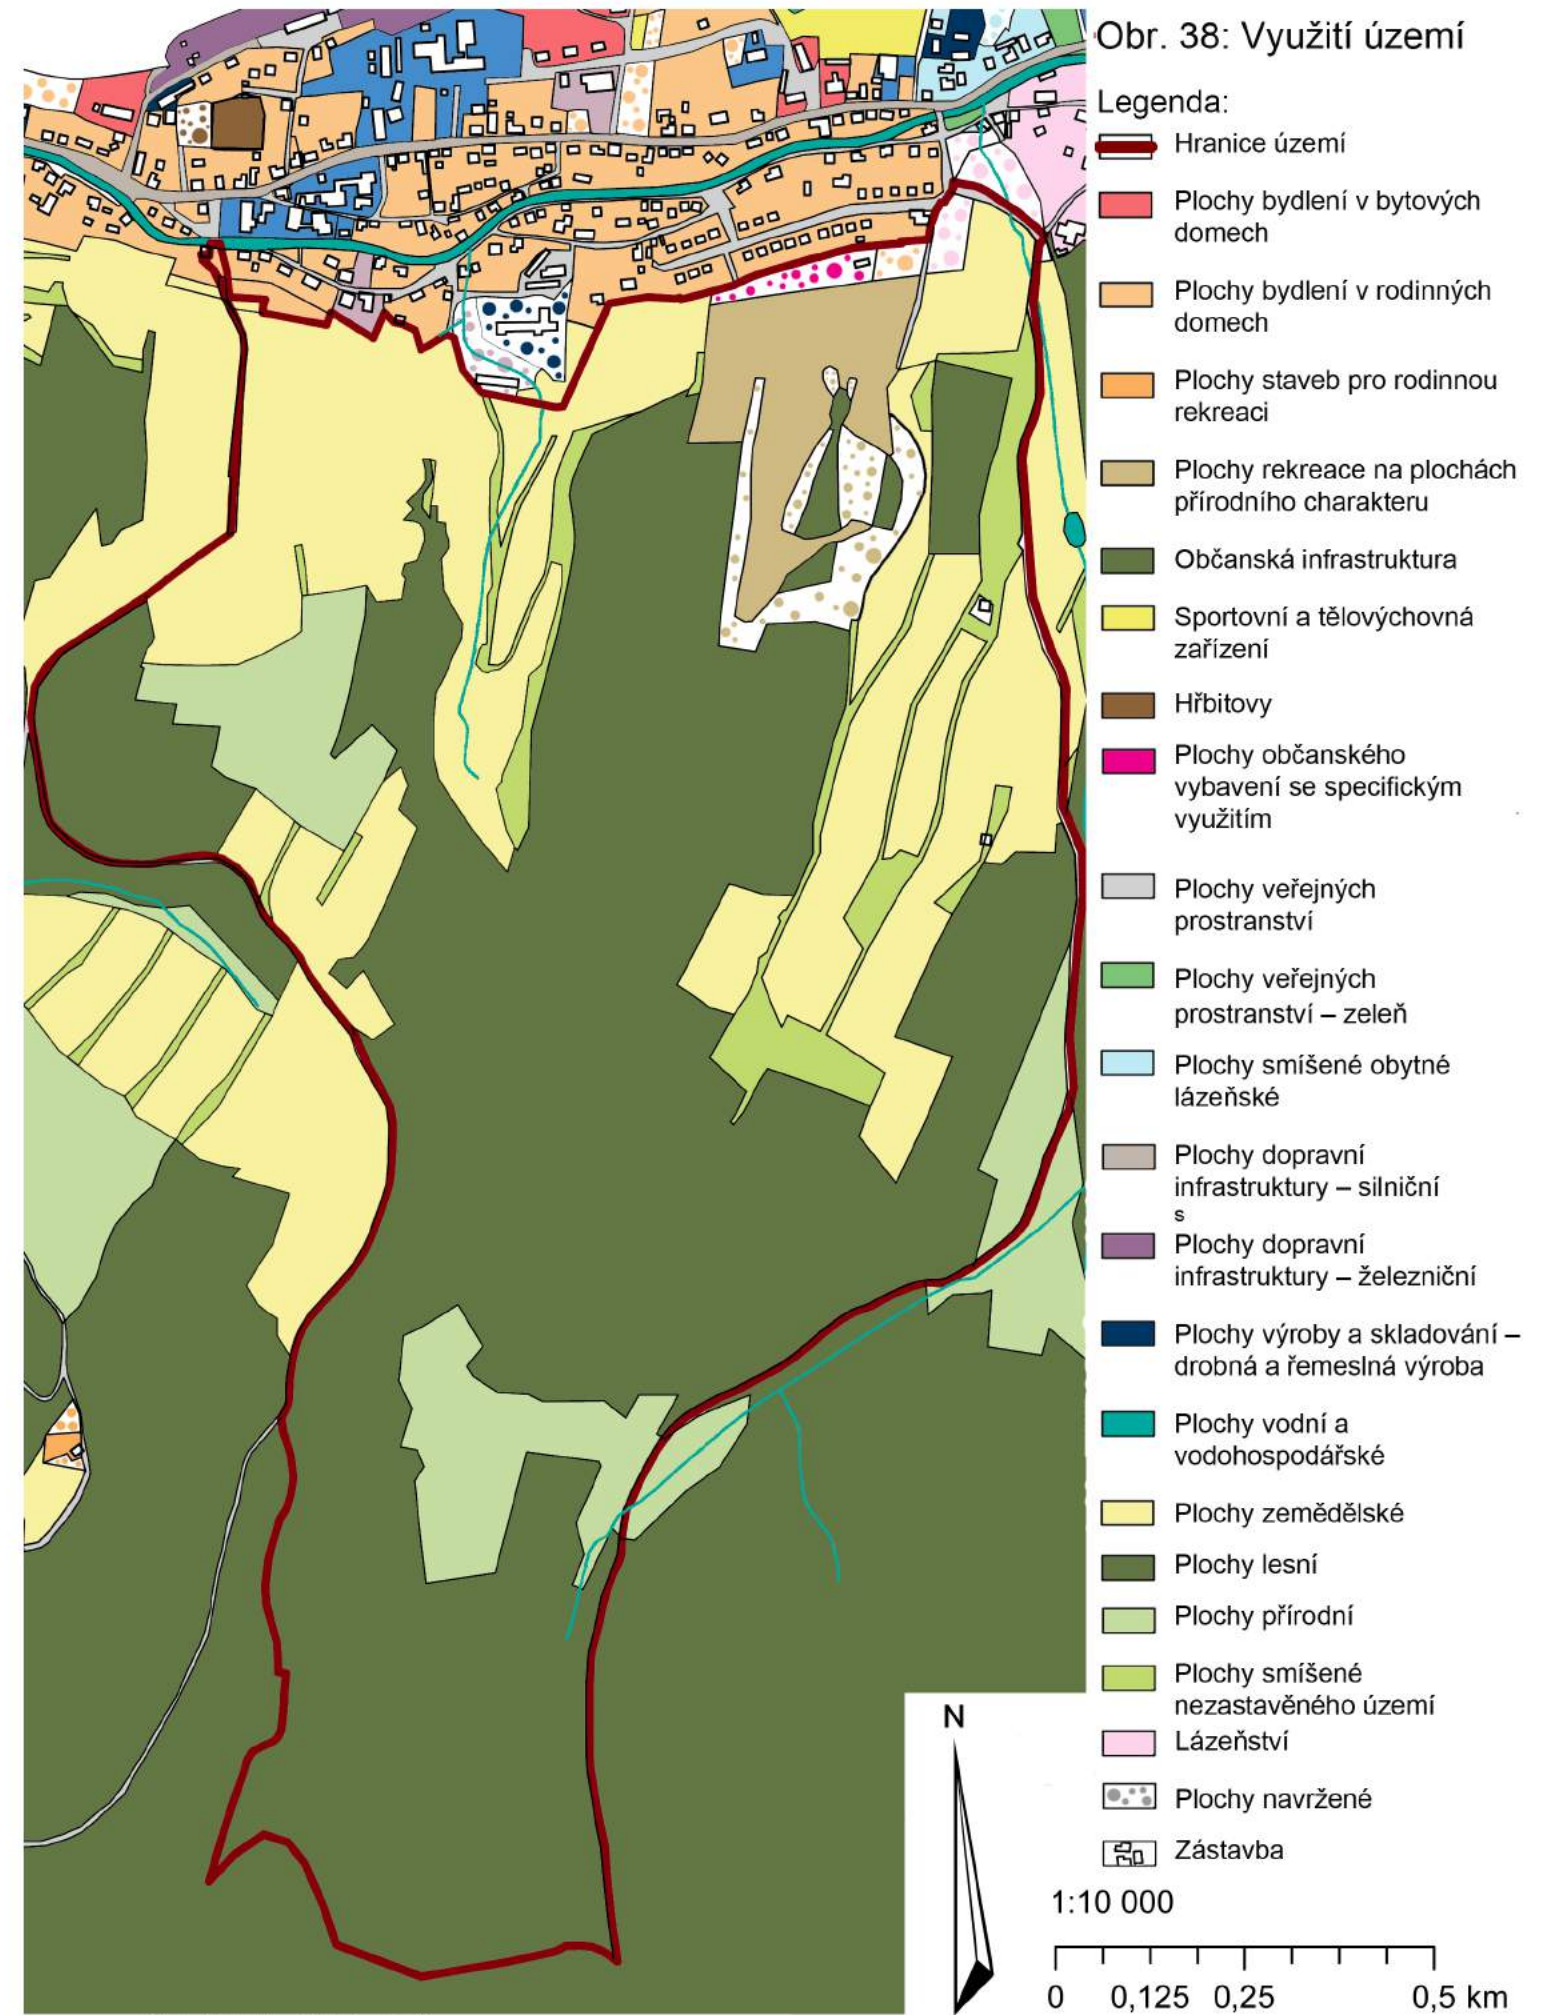 Obr. 38: Využití území
Legenda:
Hranice území
Plochy bydlení v bytových
domech
Plochy bydlení v rodinných
domech
Plochy staveb pro rodinnou
rekreaci
Plochy rekreace na plochách
přírodního charakteru
Občanská infrastruktura
Sportovní a tělovýchovná
zařízení
Hřbitovy
Plochy občanského
vybavení se specifickým
využitím
Plochy veřejných
prostranství
Plochy veřejných
prostranství – zeleň
Plochy smíšené obytné
lázeňské
Plochy dopravní
infrastruktury – silniční
s
Plochy dopravní
infrastruktury – železniční
Plochy výroby a skladování –
drobná a řemeslná výroba
Plochy vodní a
vodohospodářské
Plochy zemědělské
Plochy lesní
Plochy přírodní
Plochy smíšené
nezastavěného území
Lázeňství
Plochy navržené
Zástavba
N
1:10 000
0 0,125 0,25 0,5 km